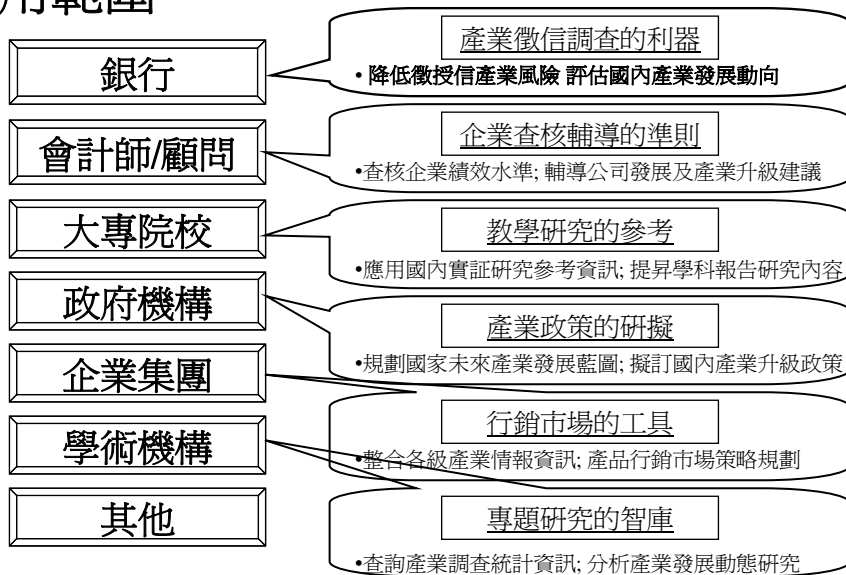 用範圍
銀行
產業徵信調查的利器
•降低徵授信產業風險 評估國內產業發展動向
會計師/顧問
企業查核輔導的準則
•查核企業績效水準; 輔導公司發展及產業升級建議
大專院校
教學研究的參考
•應用國內實証研究參考資訊; 提昇學科報告研究內容
政府機構
產業政策的研擬
•規劃國家未來產業發展藍圖; 擬訂國內產業升級政策
企業集團
行銷市場的工具
•整合各級產業情報資訊; 產品行銷市場策略規劃
學術機構
其他
專題研究的智庫
•查詢產業調查統計資訊; 分析產業發展動態研究